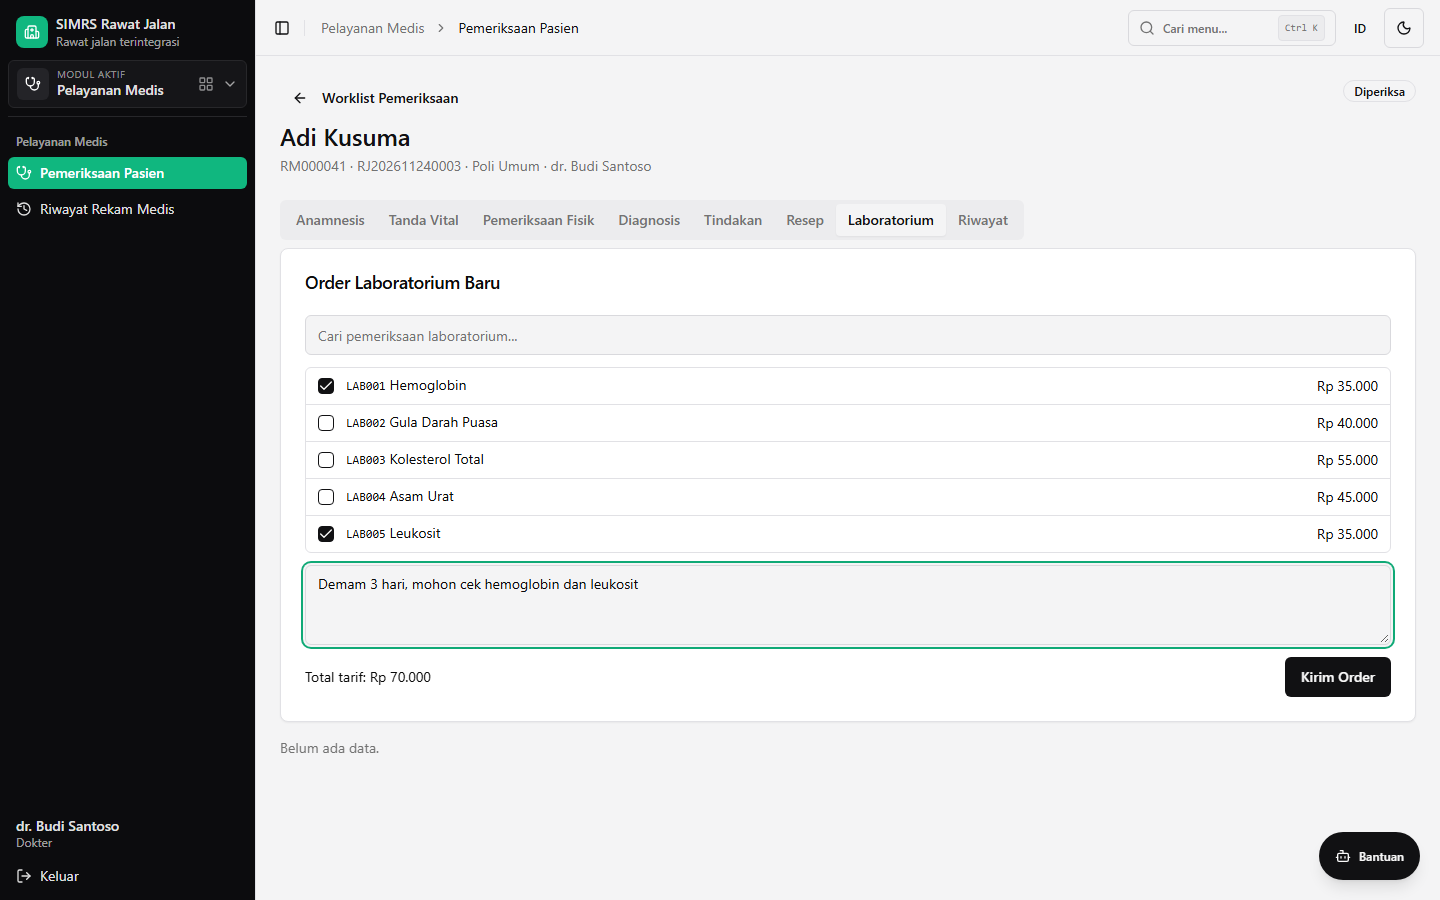 SIMRS Rawat Jalan
Rawat jalan terintegrasi
MODUL AKTIF
Pelayanan Medis
Pelayanan Medis
Pemeriksaan Pasien
Riwayat Rekam Medis
dr. Budi Santoso
Dokter
Keluar
Pelayanan Medis > Pemeriksaan Pasien
Cari menu... Ctrl K
ID
Worklist Pemeriksaan
Diperiksa
Adi Kusuma
RM000041 · RJ202611240003 · Poli Umum · dr. Budi Santoso
Anamnesis Tanda Vital Pemeriksaan Fisik Diagnosis Tindakan Resep Laboratorium Riwayat
Order Laboratorium Baru
Cari pemeriksaan laboratorium...
LAB001 Hemoglobin Rp 35.000
LAB002 Gula Darah Puasa Rp 40.000
LAB003 Kolesterol Total Rp 55.000
LAB004 Asam Urat Rp 45.000
LAB005 Leukosit Rp 35.000
Demam 3 hari, mohon cek hemoglobin dan leukosit
Total tarif: Rp 70.000
Kirim Order
Belum ada data.
Bantuan